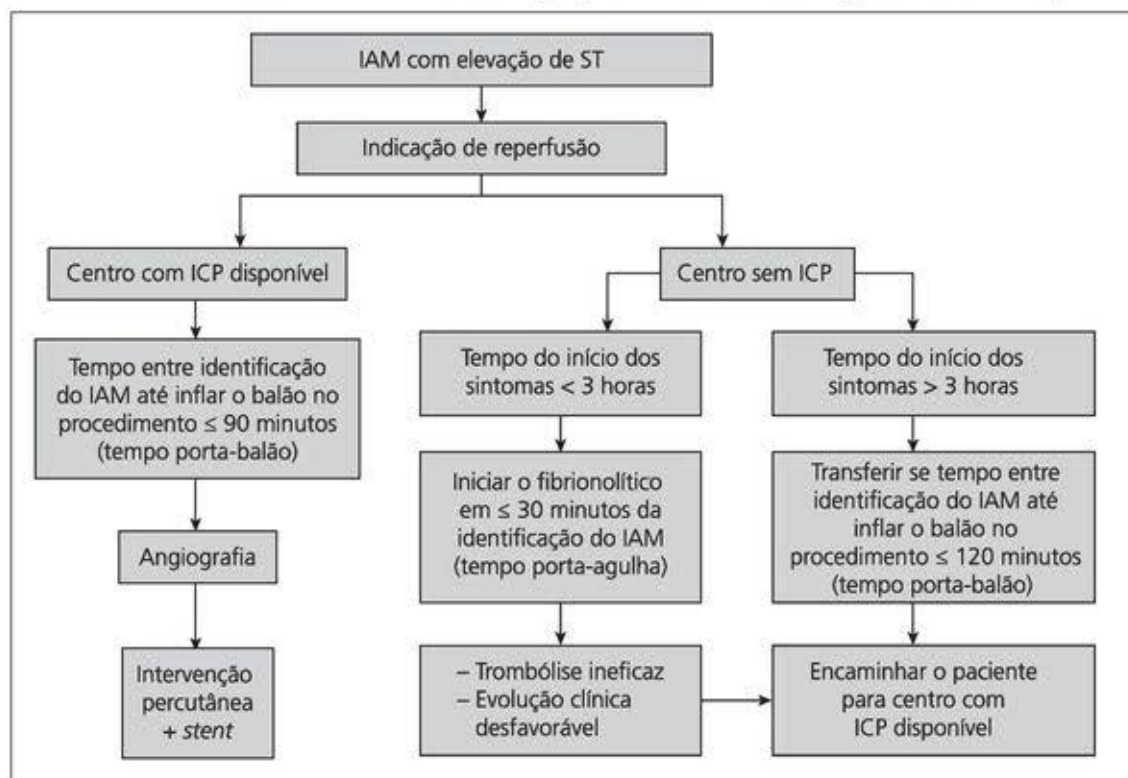 IAM com elevação de ST
Indicação de reperfusão
Centro com ICP disponível
Centro sem ICP
Tempo entre identificação
do IAM até inflar o balão no
procedimento ≤ 90 minutos
(tempo porta-balão)
Tempo do início dos
sintomas < 3 horas
Tempo do início dos
sintomas > 3 horas
Angiografia
Iniciar o fibrionolítico
em ≤ 30 minutos da
identificação do IAM
(tempo porta-agulha)
Transferir se tempo entre
identificação do IAM até
inflar o balão no
procedimento ≤ 120 minutos
(tempo porta-balão)
Intervenção
percutânea
+ stent
– Trombólise ineficaz
– Evolução clínica
desfavorável
Encaminhar o paciente
para centro com
ICP disponível